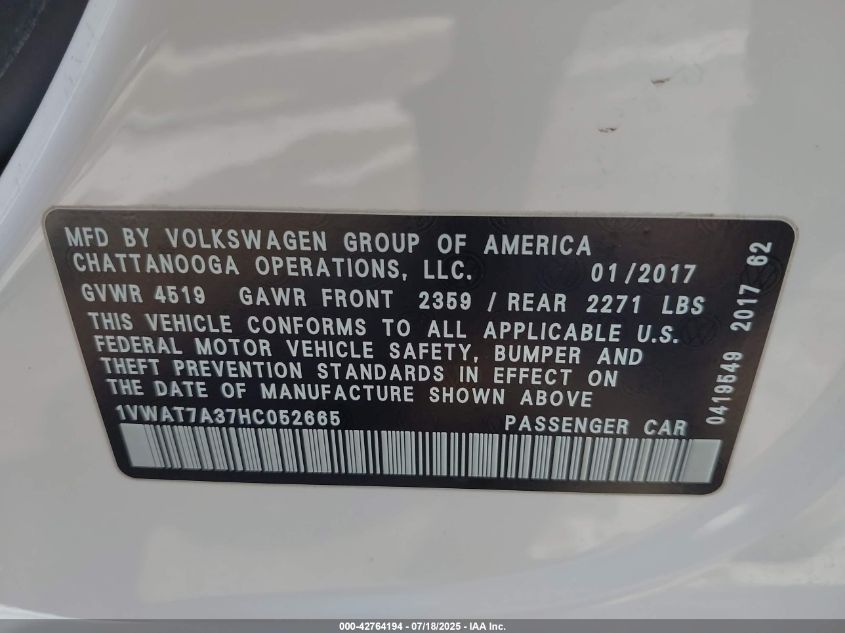 MFD BY VOLKSWAGEN GROUP OF AMERICA
CHATTANOOGA OPERATIONS, LLC. 01/2017
GVWR 4519 GAWR FRONT 2359 / REAR 2271 LBS
THIS VEHICLE CONFORMS TO ALL APPLICABLE U.S.
FEDERAL MOTOR VEHICLE SAFETY, BUMPER AND
THEFT PREVENTION STANDARDS IN EFFECT ON
THE DATE OF MANUFACTURE SHOWN ABOVE
1VWAT7A37HC052665 PASSENGER CAR
0419549 2017 62
000-42764194 - 07/18/2025 - IAA Inc.